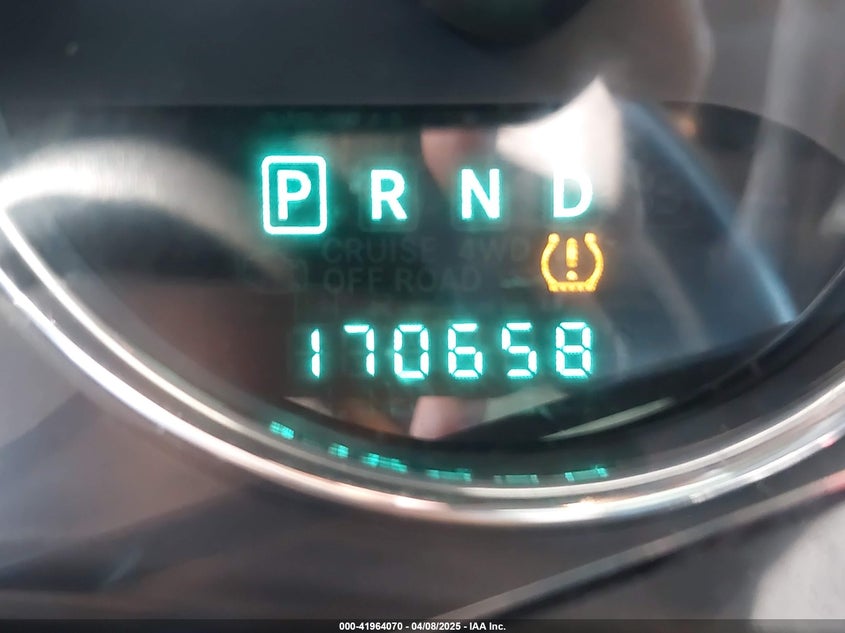 P R N D
CRUISE 4WD
OFF ROAD
170658
000-41964070 - 04/08/2025 - IAA Inc.